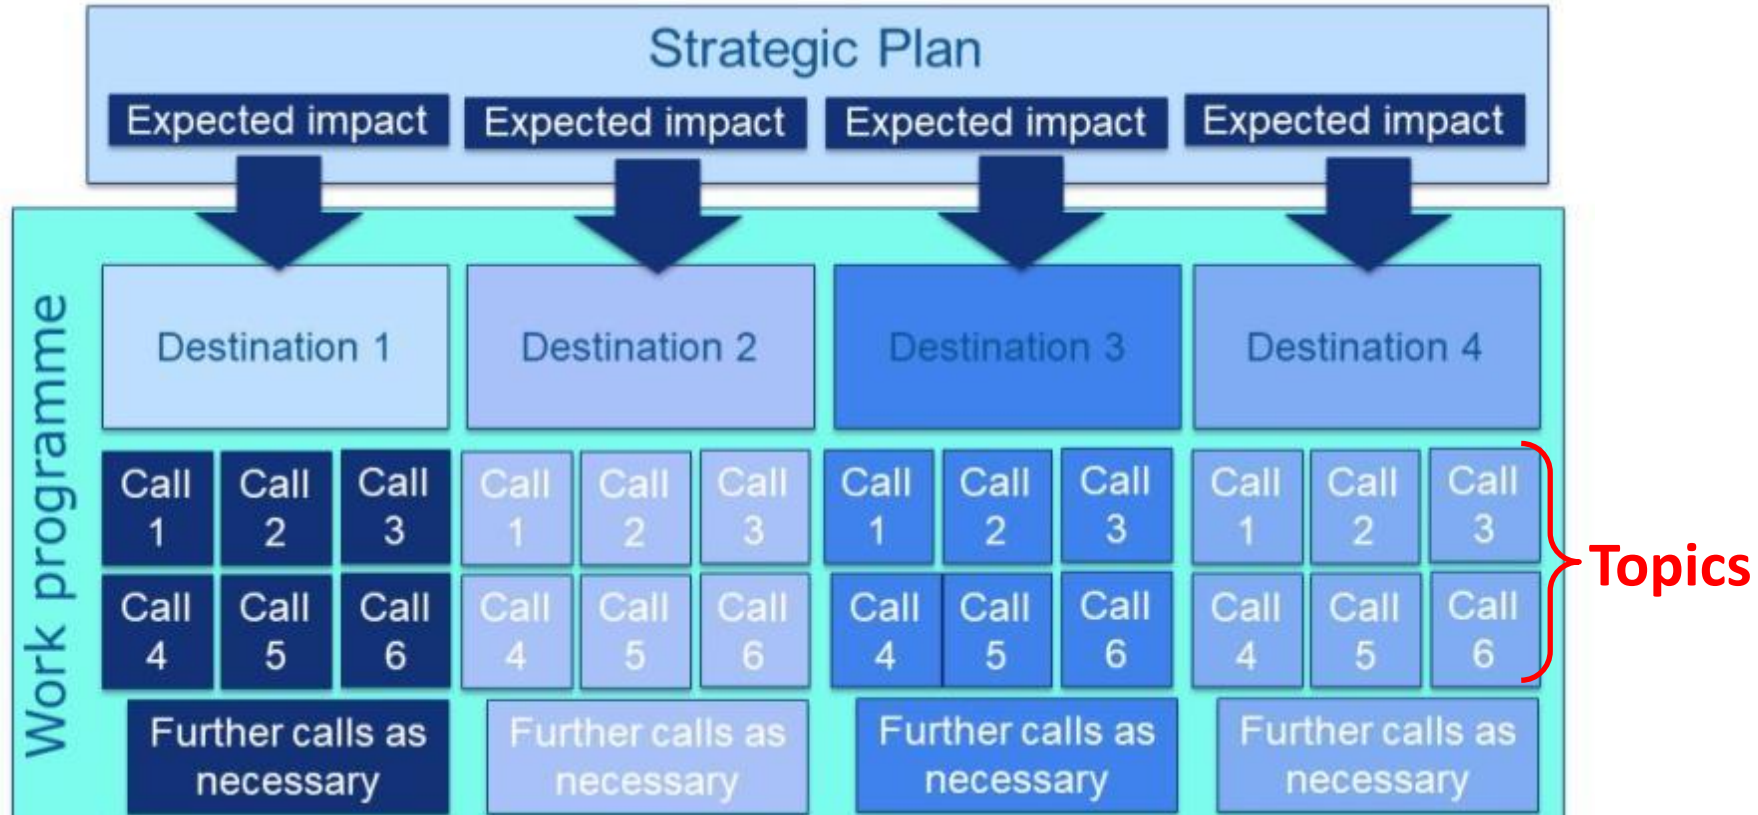 Strategic Plan
Expected impact
Expected impact
Expected impact
Expected impact
Work programme
Destination 1
Destination 2
Destination 3
Destination 4
Call
1
Call
2
Call
3
Call
1
Call
2
Call
3
Call
1
Call
2
Call
3
Call
1
Call
2
Call
3
Topics
Call
4
Call
5
Call
6
Call
4
Call
5
Call
6
Call
4
Call
5
Call
6
Call
4
Call
5
Call
6
Further calls as
necessary
Further calls as
necessary
Further calls as
necessary
Further calls as
necessary